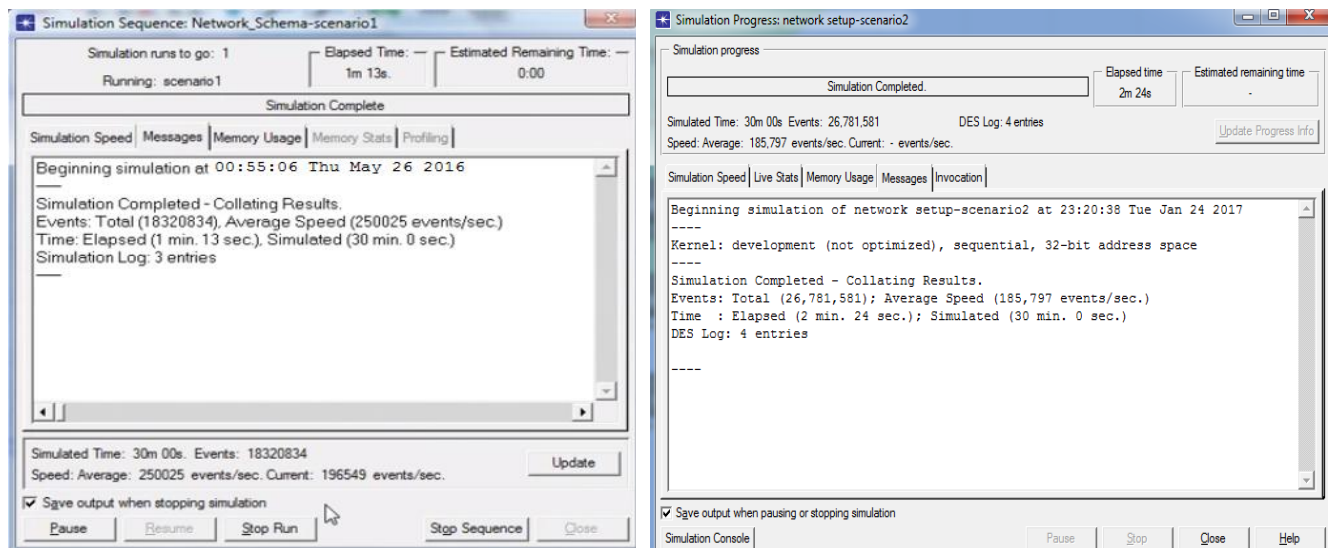 Simulation Sequence: Network_Schema-scenario1
Simulation runs to go: 1
Running: scenario1
Elapsed Time:
1m 13s.
Estimated Remaining Time:
0:00
Simulation Complete
Simulation Speed Messages Memory Usage Memory Stats Profiling
Beginning simulation at 00:55:06 Thu May 26 2016
----
Simulation Completed - Collating Results.
Events: Total (18320834), Average Speed (250025 events/sec.)
Time: Elapsed (1 min. 13 sec.), Simulated (30 min. 0 sec.)
Simulation Log: 3 entries
----
Simulated Time: 30m 00s. Events: 18320834
Speed: Average: 250025 events/sec. Current: 196549 events/sec.
Update
Save output when stopping simulation
Pause Resume Stop Run Stop Sequence Close
Simulation Progress: network setup-scenario2
Simulation progress
Simulation Completed.
Elapsed time
2m 24s
Estimated remaining time
-
Simulated Time: 30m 00s Events: 26,781,581 DES Log: 4 entries
Speed: Average: 185,797 events/sec. Current: - events/sec.
Update Progress Info
Simulation Speed Live Stats Memory Usage Messages Invocation
Beginning simulation of network setup-scenario2 at 23:20:38 Tue Jan 24 2017
----
Kernel: development (not optimized), sequential, 32-bit address space
----
Simulation Completed - Collating Results.
Events: Total (26,781,581); Average Speed (185,797 events/sec.)
Time : Elapsed (2 min. 24 sec.); Simulated (30 min. 0 sec.)
DES Log: 4 entries
----
Save output when pausing or stopping simulation
Simulation Console Pause Stop Close Help